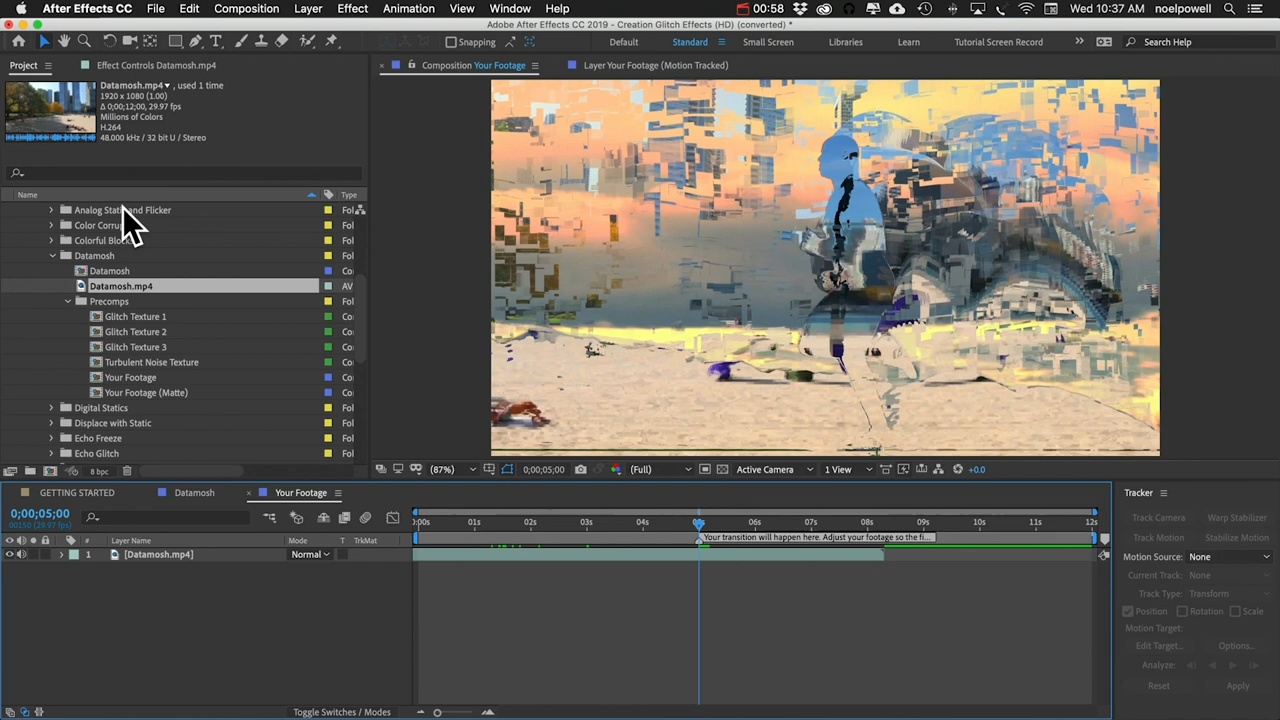 After Effects CC File Edit Composition Layer Effect Animation View Window Help 00:58 Wed 10:37 AM noelpowell
Adobe After Effects CC 2019 - Creation Glitch Effects (HD) (converted) *
Snapping Default Standard Small Screen Libraries Learn Tutorial Screen Record Search Help
Project Effect Controls Datamosh.mp4 Composition Your Footage Layer Your Footage (Motion Tracked)
Datamosh.mp4 , used 1 time
1920 x 1080 (1.00)
Δ 0;00;12;00, 29.97 fps)
Millions of Colors
H.264
48.000 kHz / 32 bit U / Stereo
Name Type
Analog Static and Flicker Fol
Fol
Fol
Datamosh Fol
Datamosh Co
Datamosh.mp4 AV
Precomps Fol
Glitch Texture 1 Co
Glitch Texture 2 Co
Glitch Texture 3 Co
Turbulent Noise Texture Co
Your Footage Co
Your Footage (Matte) Co
Digital Statics Fol
Displace with Static Fol
Echo Freeze Fol
Echo Glitch Fol
8 bpc (87%) 0;00;05;00 (Full) Active Camera 1 View +0.0
GETTING STARTED Datamosh Your Footage
0;00;05;00
00150 (29.97 fps)
:00s 01s 02s 03s 04s 05s 06s 07s 08s 09s 10s 11s 12s
Your transition will happen here. Adjust your footage so the fi...
# Layer Name Mode T TrkMat
1 [Datamosh.mp4] Normal
Toggle Switches / Modes
Tracker
Track Camera Warp Stabilizer
Track Motion Stabilize Motion
Motion Source: None
Current Track: None
Track Type: Transform
Position Rotation Scale
Motion Target:
Edit Target... Options...
Analyze:
Reset Apply